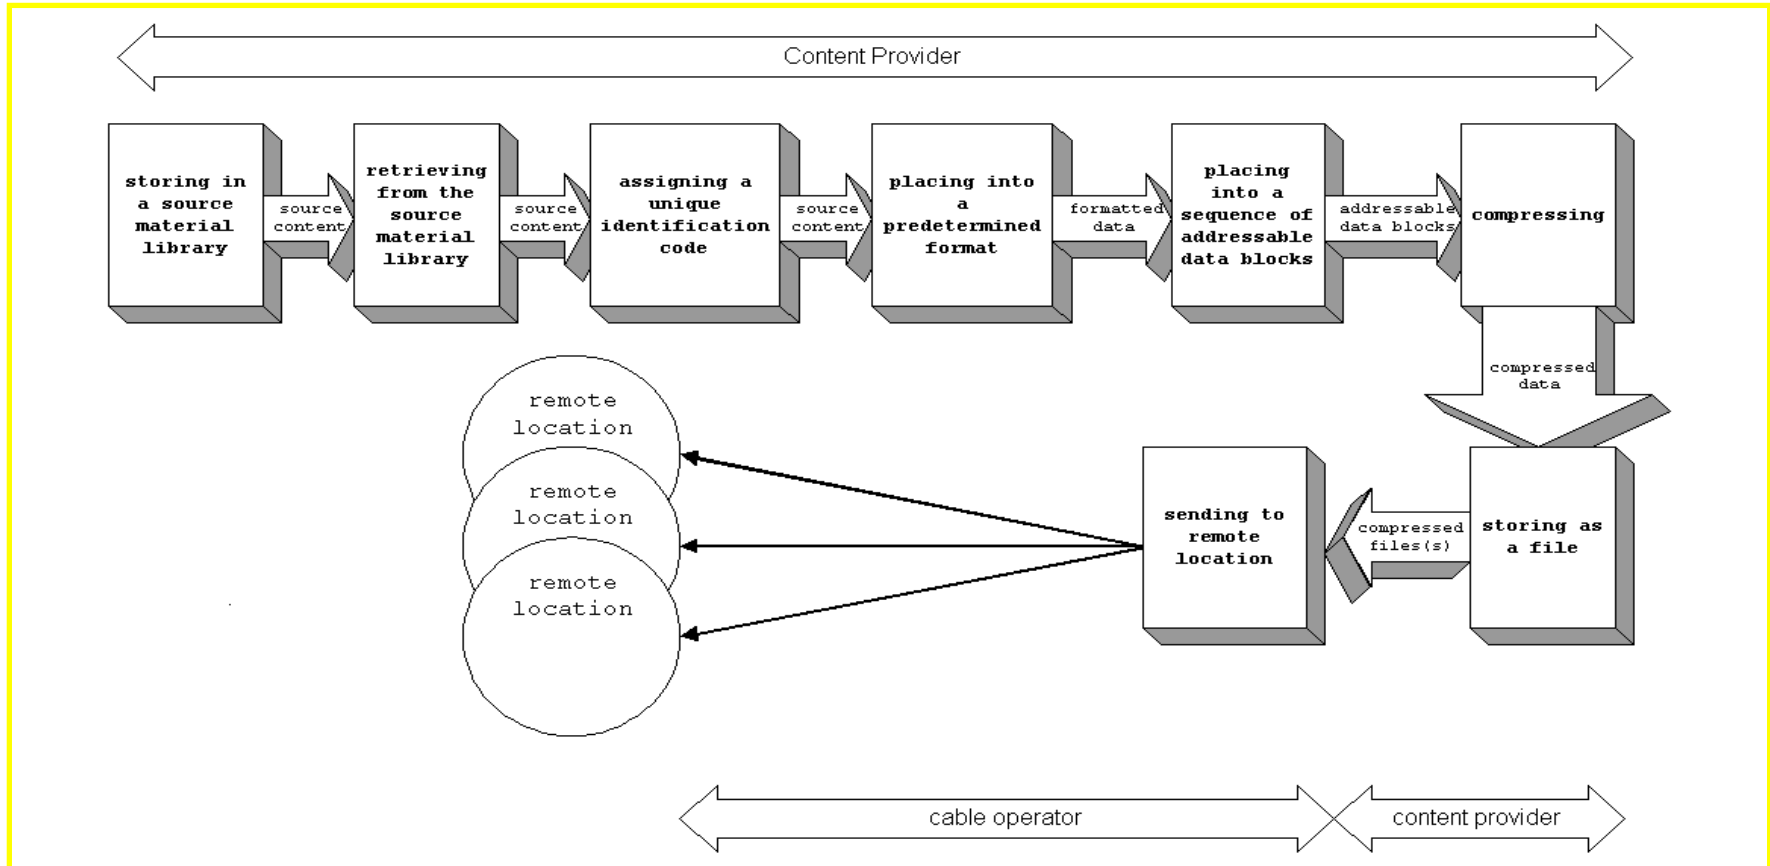 Content Provider
storing in
a source
material
library
source
content
retrieving
from the
source
material
library
source
content
assigning a
unique
identification
code
source
content
placing into
a
predetermined
format
formatted
data
placing
into a
sequence of
addressable
data blocks
addressable
data blocks
compressing
compressed
data
storing as
a file
compressed
files(s)
sending to
remote
location
remote
location
remote
location
remote
location
cable operator
content provider